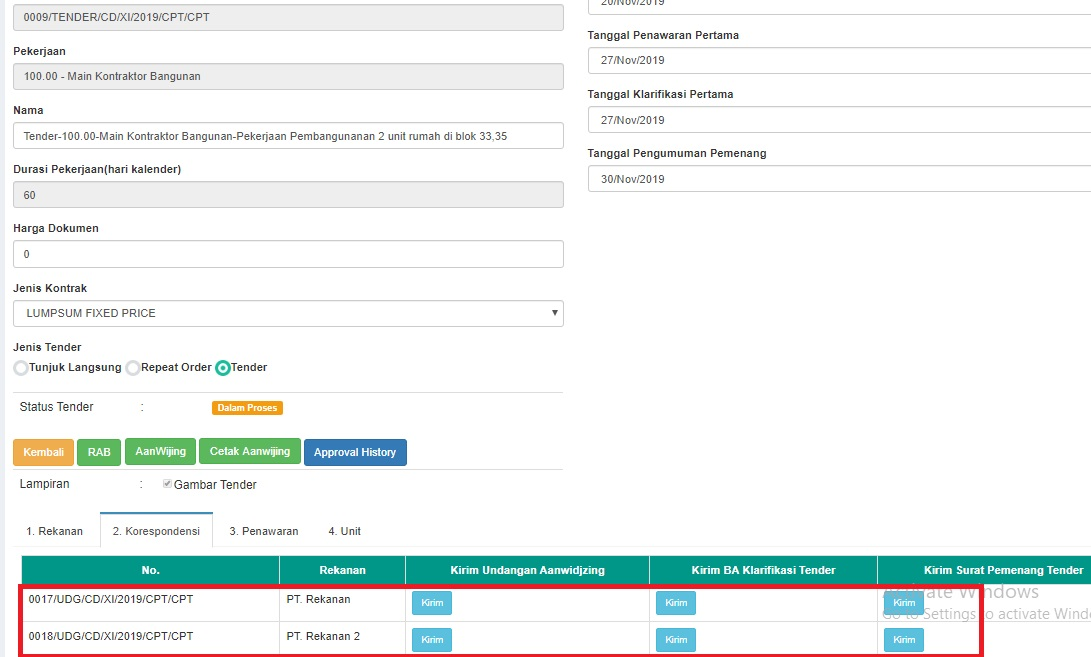 0009/TENDER/CD/XI/2019/CPT/CPT
Pekerjaan
100.00 - Main Kontraktor Bangunan
Nama
Tender-100.00-Main Kontraktor Bangunan-Pekerjaan Pembangunanan 2 unit rumah di blok 33,35
Durasi Pekerjaan(hari kalender)
60
Harga Dokumen
0
Jenis Kontrak
LUMPSUM FIXED PRICE
Jenis Tender
Tunjuk Langsung Repeat Order Tender
20/Nov/2019
Tanggal Penawaran Pertama
27/Nov/2019
Tanggal Klarifikasi Pertama
27/Nov/2019
Tanggal Pengumuman Pemenang
30/Nov/2019
Status Tender : Dalam Proses
Kembali RAB AanWijing Cetak Aanwijing Approval History
Lampiran : Gambar Tender
1. Rekanan 2. Korespondensi 3. Penawaran 4. Unit
No. Rekanan Kirim Undangan Aanwidjzing Kirim BA Klarifikasi Tender Kirim Surat Pemenang Tender
0017/UDG/CD/XI/2019/CPT/CPT PT. Rekanan Kirim Kirim Kirim
0018/UDG/CD/XI/2019/CPT/CPT PT. Rekanan 2 Kirim Kirim Kirim
Windows
to Settings to activate